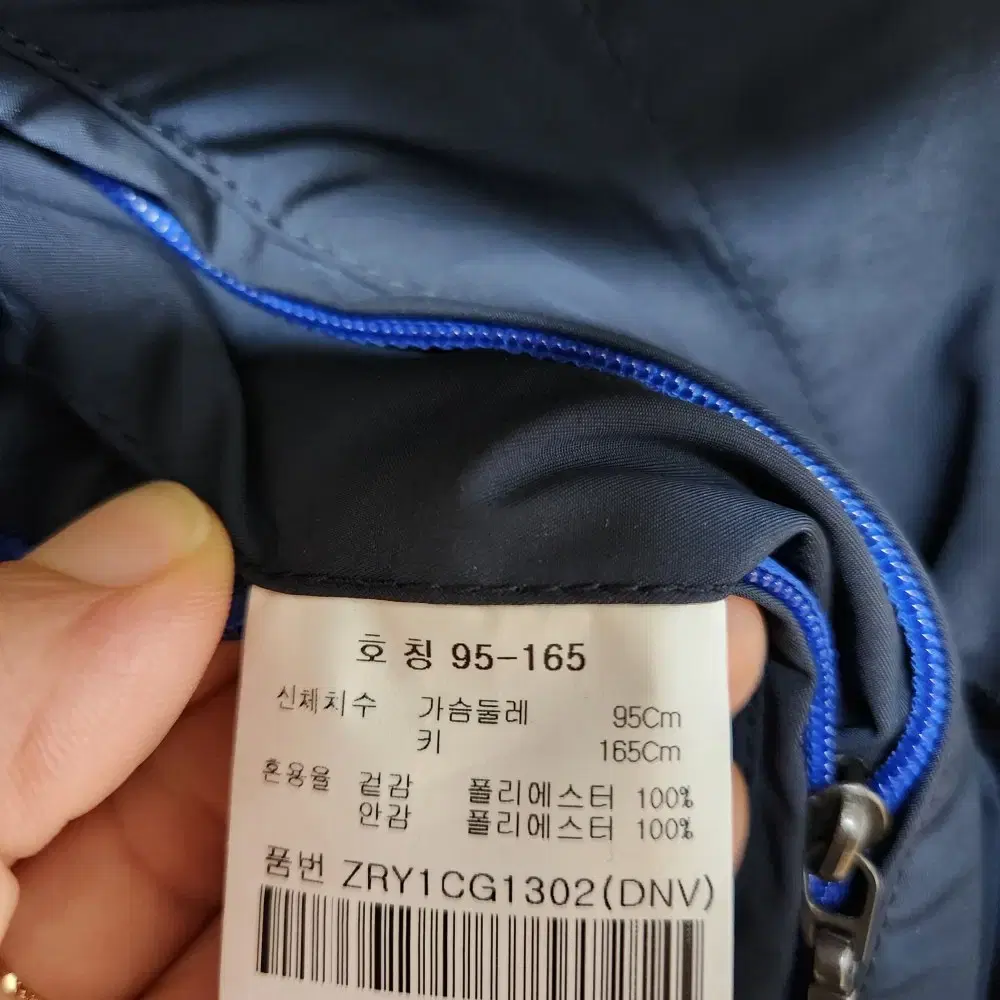 호 칭 95-165
신체치수 가슴둘레 95Cm
키 165Cm
혼용율 겉감 폴리에스터 100%
안감 폴리에스터 100%
품번 ZRY1CG1302(DNV)